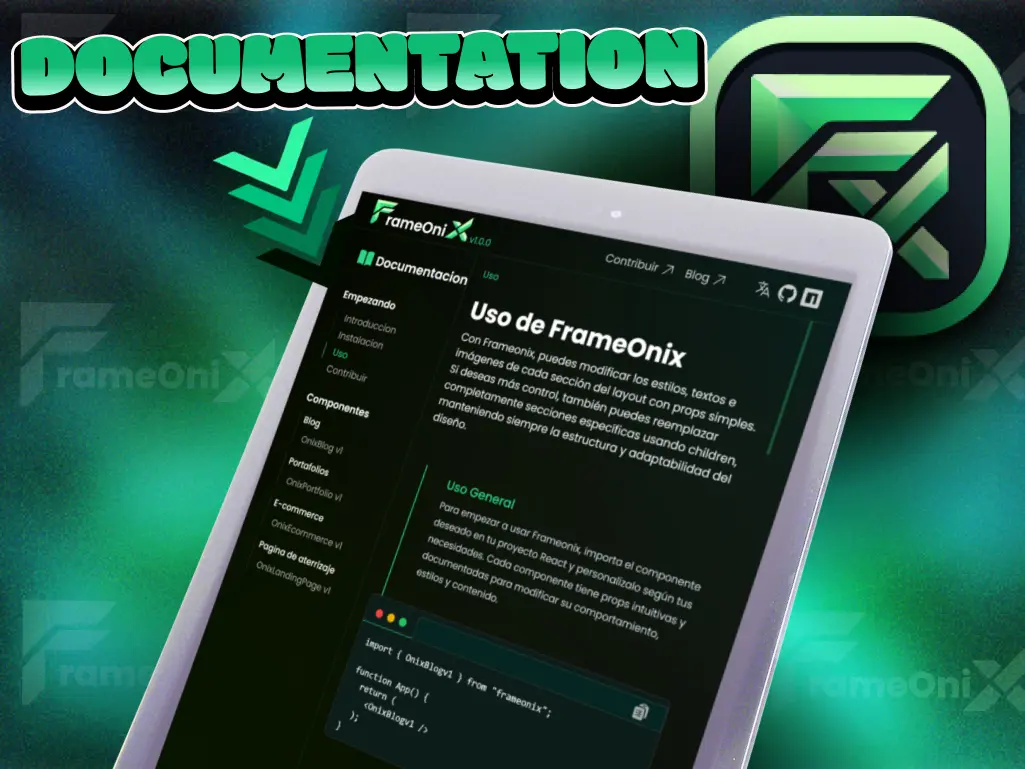 DOCUMENTATION
FrameOniX v1.0.0
Contribuir
Blog
Documentacion
Empezando
Introduccion
Instalacion
Uso
Contribuir
Componentes
Blog
OnixBlog v1
Portafolios
OnixPortfolio v1
E-commerce
OnixEcommerce v1
Pagina de aterrizaje
OnixLandingPage v1
Uso
Uso de FrameOnix
Con Frameonix, puedes modificar los estilos, textos e
imágenes de cada sección del layout con props simples.
Si deseas más control, también puedes reemplazar
completamente secciones específicas usando children,
manteniendo siempre la estructura y adaptabilidad del
diseño.
Uso General
Para empezar a usar Frameonix, importa el componente
deseado en tu proyecto React y personalízalo según tus
necesidades. Cada componente tiene props intuitivas y
documentadas para modificar su comportamiento,
estilos y contenido.
import { OnixBlogv1 } from "frameonix";
function App() {
return (
<OnixBlogv1 />
);
}
FrameOniX
FrameOniX
FrameOniX
FrameOniX